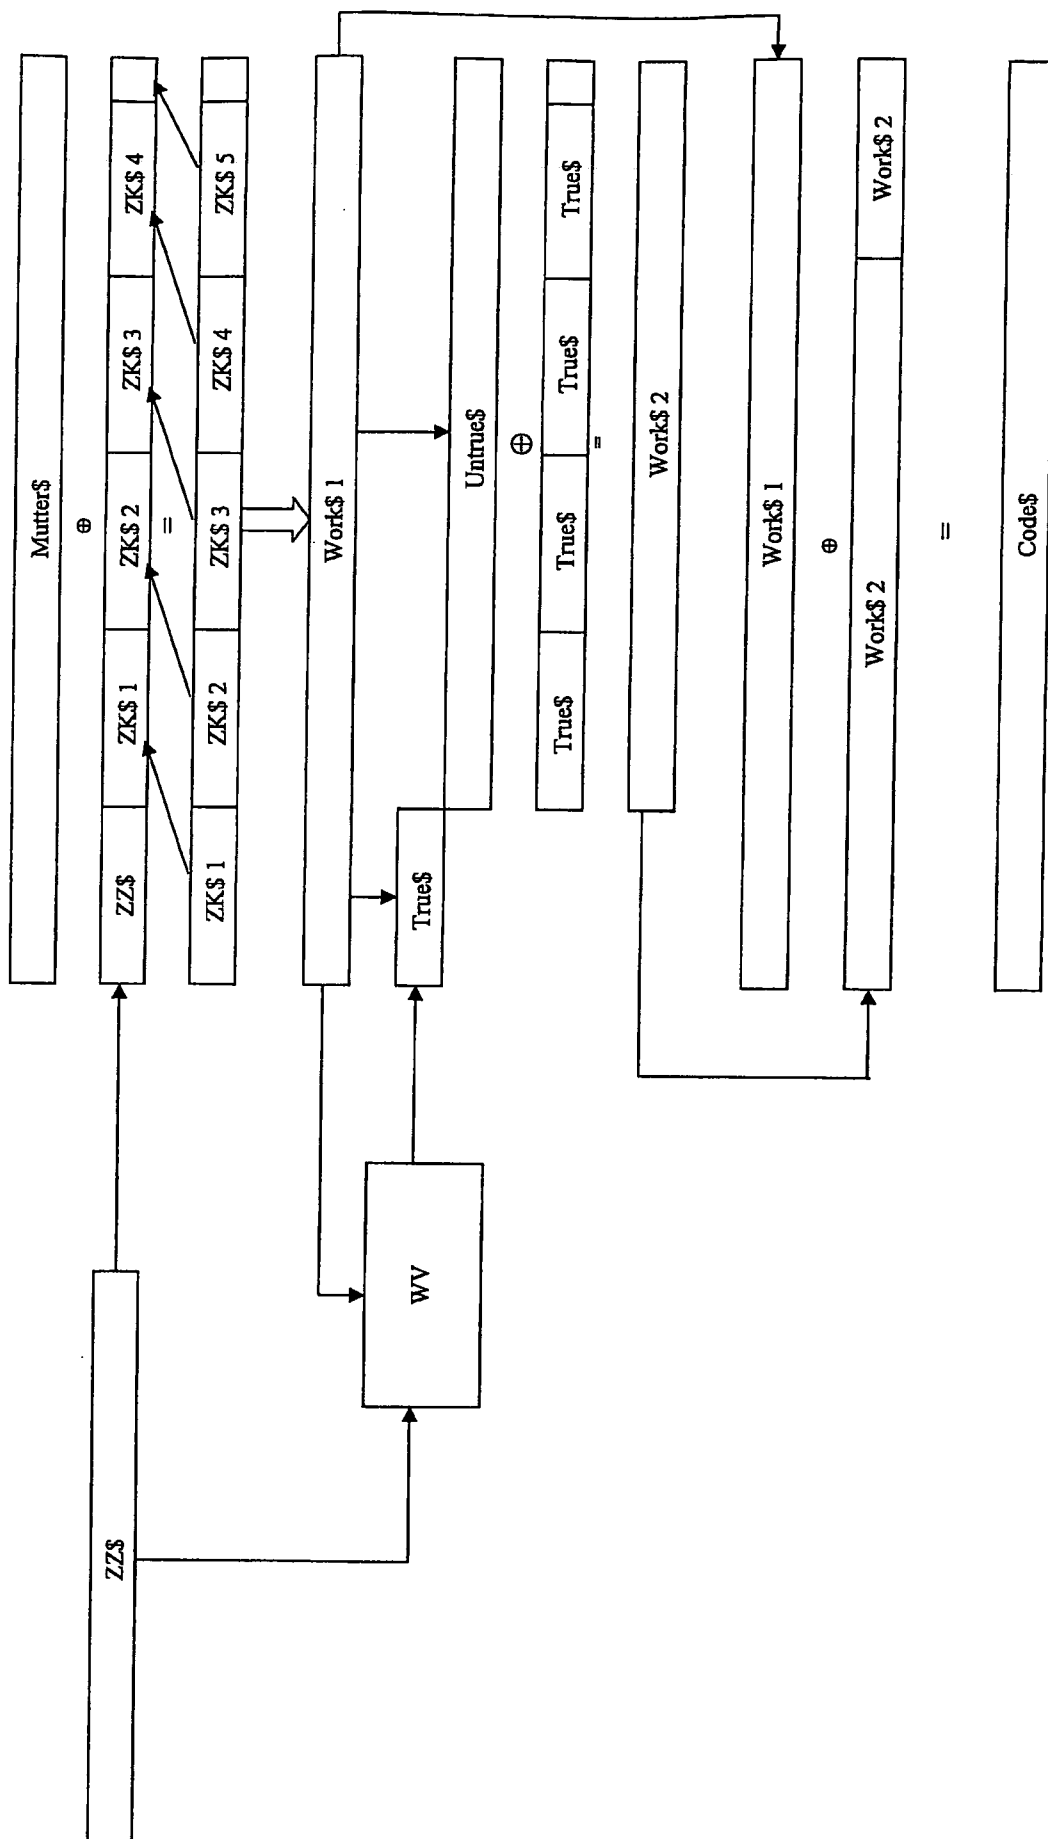 Mutter$
⊕
ZZ$ ZK$ 1 ZK$ 2 ZK$ 3 ZK$ 4
=
ZK$ 1 ZK$ 2 ZK$ 3 ZK$ 4 ZK$ 5
Work$ 1
True$
Untrue$
⊕
True$ True$ True$ True$
=
Work$ 2
Work$ 1
⊕
Work$ 2 Work$ 2
=
Code$
ZZ$
WV